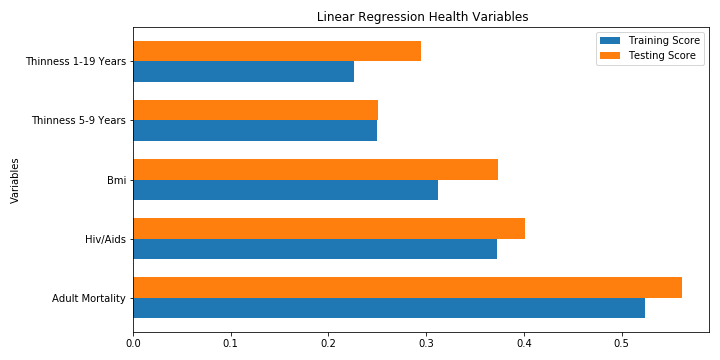 Linear Regression Health Variables
Training Score
Testing Score
Variables
Thinness 1-19 Years
Thinness 5-9 Years
Bmi
Hiv/Aids
Adult Mortality
0.0 0.1 0.2 0.3 0.4 0.5